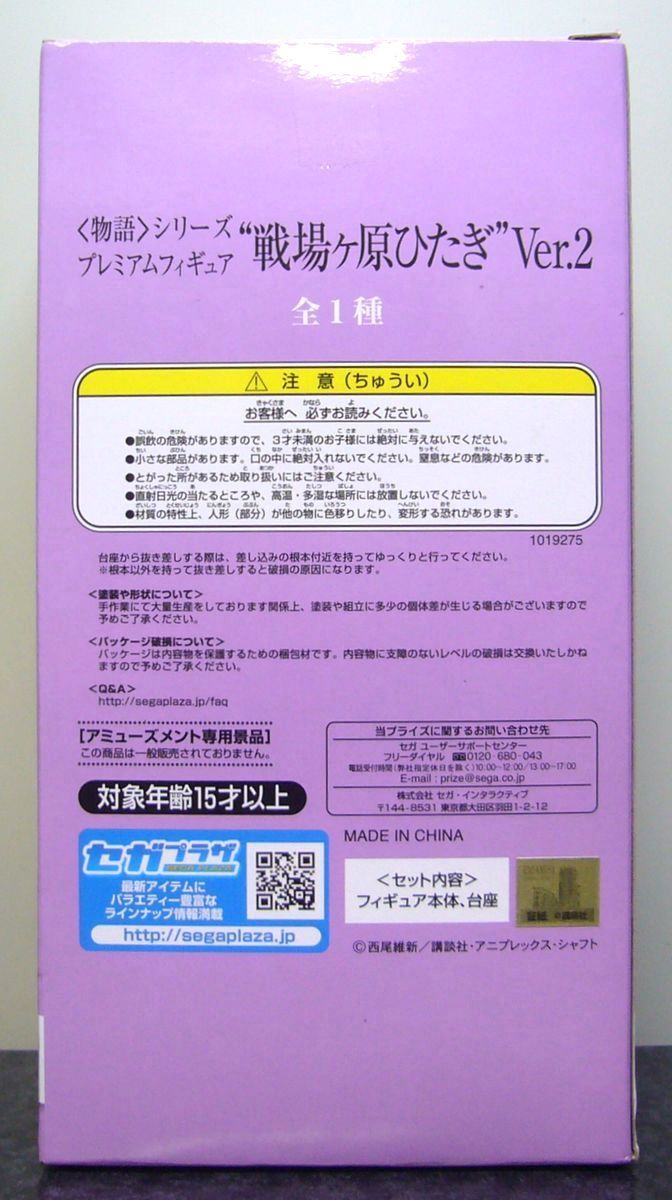 〈物語〉シリーズ
プレミアムフィギュア
“戦場ヶ原ひたぎ”Ver.2
全1種
⚠ 注 意（ちゅうい）
お客様へ 必ずお読みください。
●誤飲の危険がありますので、3才未満のお子様には絶対に与えないでください。
●小さな部品があります。口の中に絶対入れないでください。窒息などの危険があります。
●とがった所があるため取り扱いにはご注意ください。
●直射日光の当たるところや、高温・多湿な場所には放置しないでください。
●材質の特性上、人形（部分）が他の物に色移りしたり、変形する恐れがあります。
1019275
台座から抜き差しする際は、差し込みの根本付近を持ってゆっくりと行ってください。
※根本以外を持って抜き差しすると破損の原因になります。
＜塗装や形状について＞
手作業にて大量生産をしております関係上、塗装や組立に多少の個体差が生じる場合がございますので
予めご了承ください。
＜パッケージ破損について＞
パッケージは内容物を保護するための梱包材です。内容物に支障のないレベルの破損は交換いたしかね
ますので予めご了承ください。
＜Q&A＞
http://segaplaza.jp/faq
［アミューズメント専用景品］
この商品は一般販売されておりません。
対象年齢15才以上
当プライズに関するお問い合わせ先
セガ ユーザーサポートセンター
フリーダイヤル 0120-680-043
電話受付時間（弊社指定休日を除く）10:00~12:00/13:00~17:00
E-mail : prize@sega.co.jp
株式会社 セガ・インタラクティブ
〒144-8531 東京都大田区羽田1-2-12
セガプラザ
最新アイテムに
バラエティー豊富な
ラインナップ情報満載
http://segaplaza.jp
MADE IN CHINA
＜セット内容＞
フィギュア本体、台座
証紙 講談社
©西尾維新／講談社・アニプレックス・シャフト